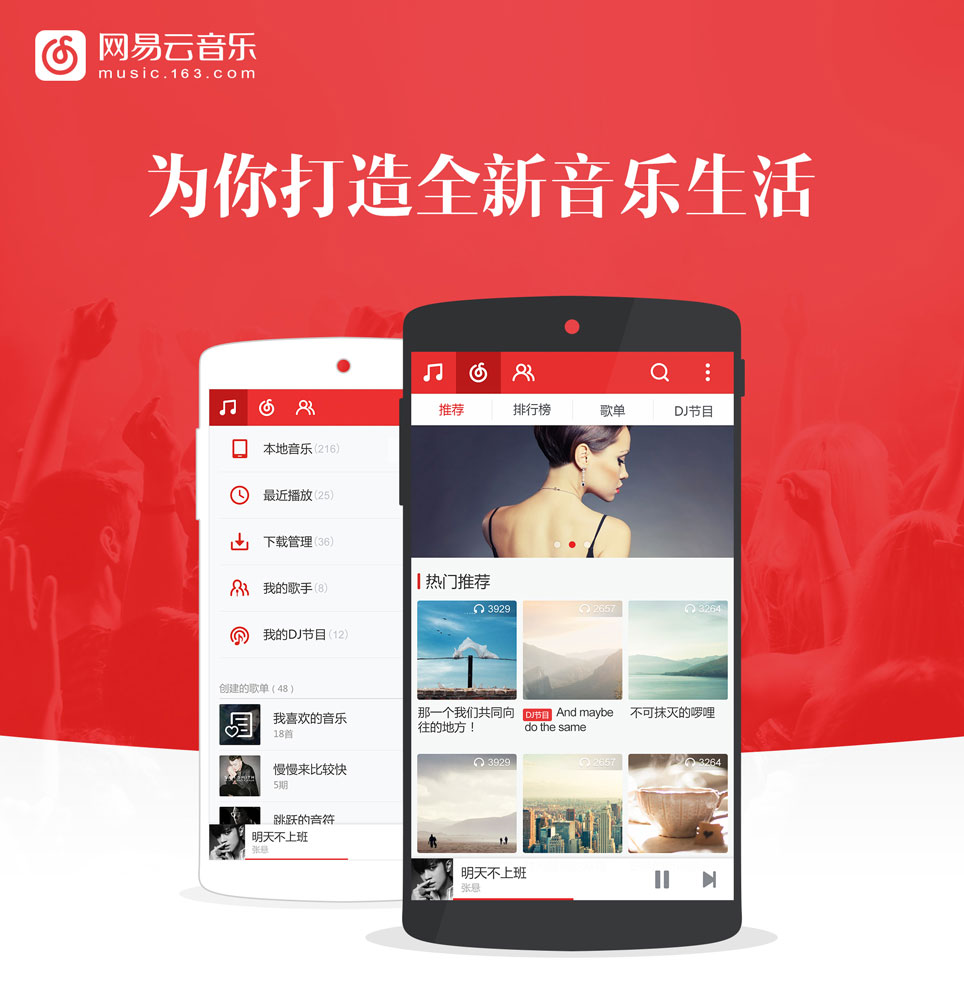 网易云音乐
music.163.com
为你打造全新音乐生活
本地音乐(216)
最近播放(25)
下载管理(36)
我的歌手(8)
我的DJ节目(12)
创建的歌单 ( 48 )
我喜欢的音乐
18首
慢慢来比较快
5期
跳跃的音符
明天不上班
张悬
推荐 排行榜 歌单 DJ节目
热门推荐
3929 2657 3264
那一个我们共同向
往的地方！
DJ节目 And maybe
do the same
不可抹灭的啰哩
3929 2657 3264
明天不上班
张悬